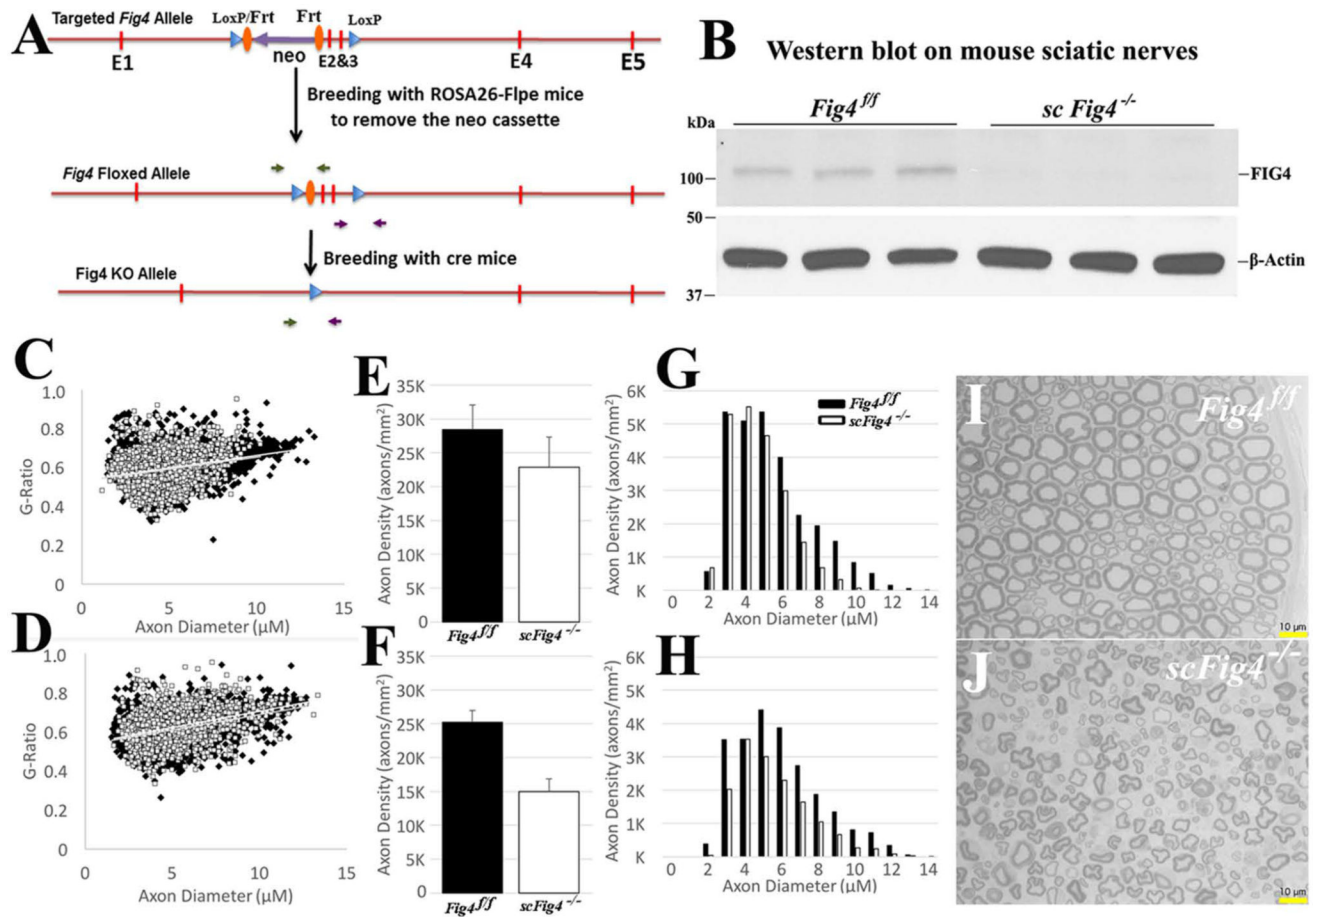 A
Targeted Fig4 Allele
LoxP/Frt
Frt
LoxP
E1
neo
E2&3
E4
E5
Breeding with ROSA26-Flpe mice
to remove the neo cassette
Fig4 Floxed Allele
Breeding with cre mice
Fig4 KO Allele
B
Western blot on mouse sciatic nerves
Fig4 f/f
sc Fig4 -/-
kDa
100
FIG4
50
β-Actin
37
C
1.0
0.8
0.6
0.4
0.2
0
G-Ratio
0 5 10 15
Axon Diameter (µM)
D
1.0
0.8
0.6
0.4
0.2
0
G-Ratio
0 5 10 15
Axon Diameter (µM)
E
35K
30K
25K
20K
15K
10K
5K
0
Axon Density (axons/mm²)
Fig4 f/f
scFig4 -/-
F
35K
30K
25K
20K
15K
10K
5K
0
Axon Density (axons/mm²)
Fig4 f/f
scFig4 -/-
G
6K
5K
4K
3K
2K
1K
K
Axon Density (axons/mm²)
Fig4 f/f
scFig4 -/-
0 2 4 6 8 10 12 14
Axon Diameter (µM)
H
6K
5K
4K
3K
2K
1K
K
Axon Density (axons/mm²)
0 2 4 6 8 10 12 14
Axon Diameter (µM)
I
Fig4 f/f
10 µm
J
scFig4 -/-
10 µm